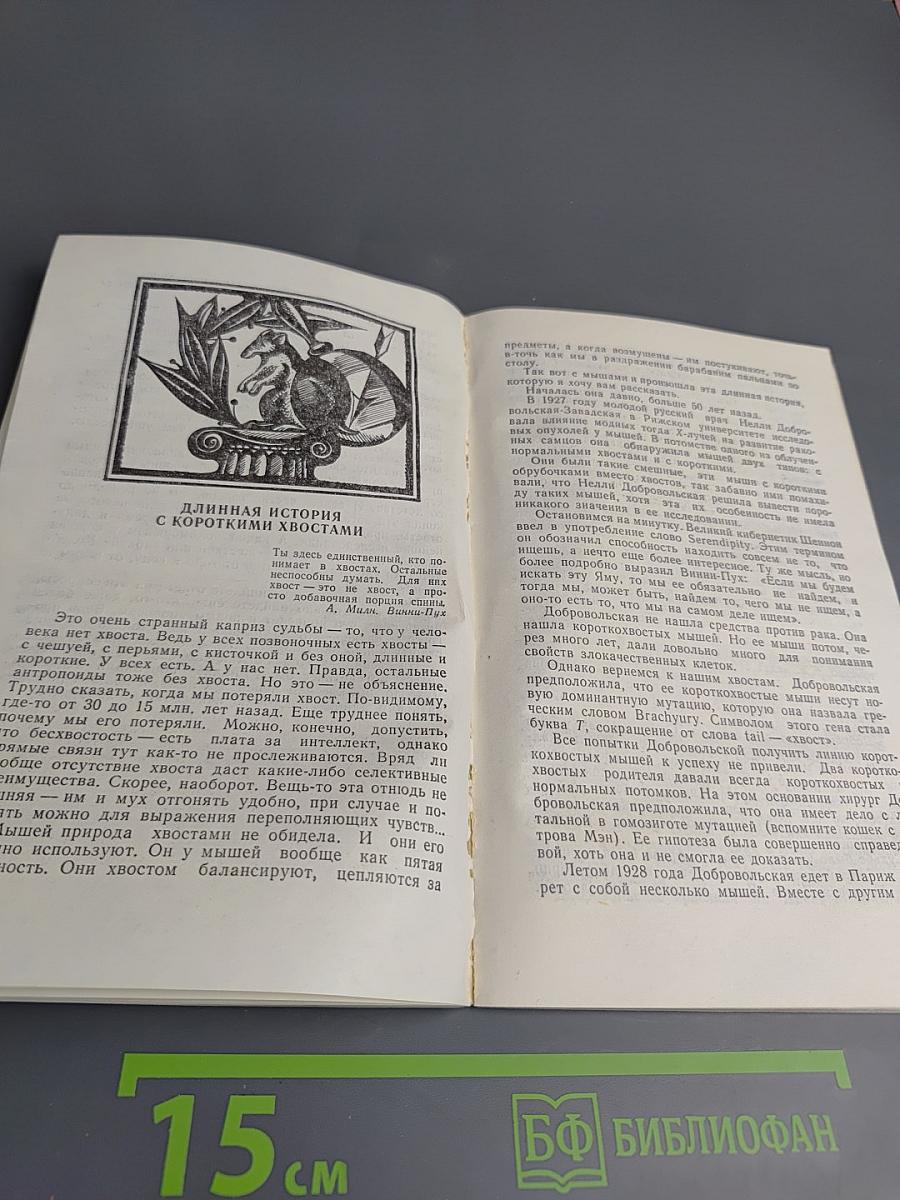 ДЛИННАЯ ИСТОРИЯ
С КОРОТКИМИ ХВОСТАМИ
Ты здесь единственный, кто по-
нимает в хвостах. Остальные
неспособны думать. Для них
хвост — это не хвост, а про-
сто добавочная порция спины.
А. Милн. Винни-Пух
Это очень странный каприз судьбы — то, что у чело-
века нет хвоста. Ведь у всех позвоночных есть хвосты —
с чешуей, с перьями, с кисточкой и без оной, длинные и
короткие. У всех есть. А у нас нет. Правда, остальные
антропоиды тоже без хвоста. Но это — не объяснение.
Трудно сказать, когда мы потеряли хвост. По-видимому,
где-то от 30 до 15 млн. лет назад. Еще труднее понять,
почему мы его потеряли. Можно, конечно, допустить,
что бесхвостость — есть плата за интеллект, однако
рямые связи тут как-то не прослеживаются. Вряд ли
обще отсутствие хвоста даст какие-либо селективные
еимущества. Скорее, наоборот. Вещь-то эта отнюдь не
шняя — им и мух отгонять удобно, при случае и по-
ять можно для выражения переполняющих чувств...
Мышей природа хвостами не обидела. И они его
но используют. Он у мышей вообще как пятая
ность. Они хвостом балансируют, цепляются за
предметы, а когда возмущены — им постукивают, точь-
в-точь как мы в раздражении барабаним пальцами по
столу.
Так вот с мышами и произошла эта длинная история,
которую я хочу вам рассказать.
Началась она давно, больше 50 лет назад.
В 1927 году молодой русский врач Нелли Добро-
вольская-Завадская в Рижском университете исследо-
вала влияние модных тогда X-лучей на развитие рако-
вых опухолей у мышей. В потомстве одного из облучен-
ных самцов она обнаружила мышей двух типов: с
нормальными хвостами и с короткими.
Они были такие смешные, эти мыши с короткими
обрубочками вместо хвостов, так забавно ими помахи-
вали, что Нелли Добровольская решила вывести поро-
ду таких мышей, хотя эта их особенность не имела
никакого значения в ее исследовании.
Остановимся на минутку. Великий кибернетик Шеннон
ввел в употребление слово Serendipity. Этим термином
он обозначил способность находить совсем не то, что
ищешь, а нечто еще более интересное. Ту же мысль, но
более подробно выразил Винни-Пух: «Если мы будем
искать эту Яму, то мы ее обязательно не найдем, и
тогда мы, может быть, найдем то, чего мы не ищем, а
оно-то есть то, что мы на самом деле ищем».
Добровольская не нашла средства против рака. Она
нашла короткохвостых мышей. Но ее мыши потом, че-
рез много лет, дали довольно много для понимания
свойств злокачественных клеток.
Однако вернемся к нашим хвостам. Добровольская
предположила, что ее короткохвостые мыши несут но-
вую доминантную мутацию, которую она назвала гре-
ческим словом Brachyury. Символом этого гена стала
буква T, сокращение от слова tail — «хвост».
Все попытки Добровольской получить линию корот-
кохвостых мышей к успеху не привели. Два коротко-
хвостых родителя давали всегда короткохвостых
нормальных потомков. На этом основании хирург До
бровольская предположила, что она имеет дело с л
тальной в гомозиготе мутацией (вспомните кошек с
трова Мэн). Ее гипотеза была совершенно справед
вой, хоть она и не смогла ее доказать.
Летом 1928 года Добровольская едет в Париж
рет с собой несколько мышей. Вместе с другим
15 см
БФ БИБЛИОФАН